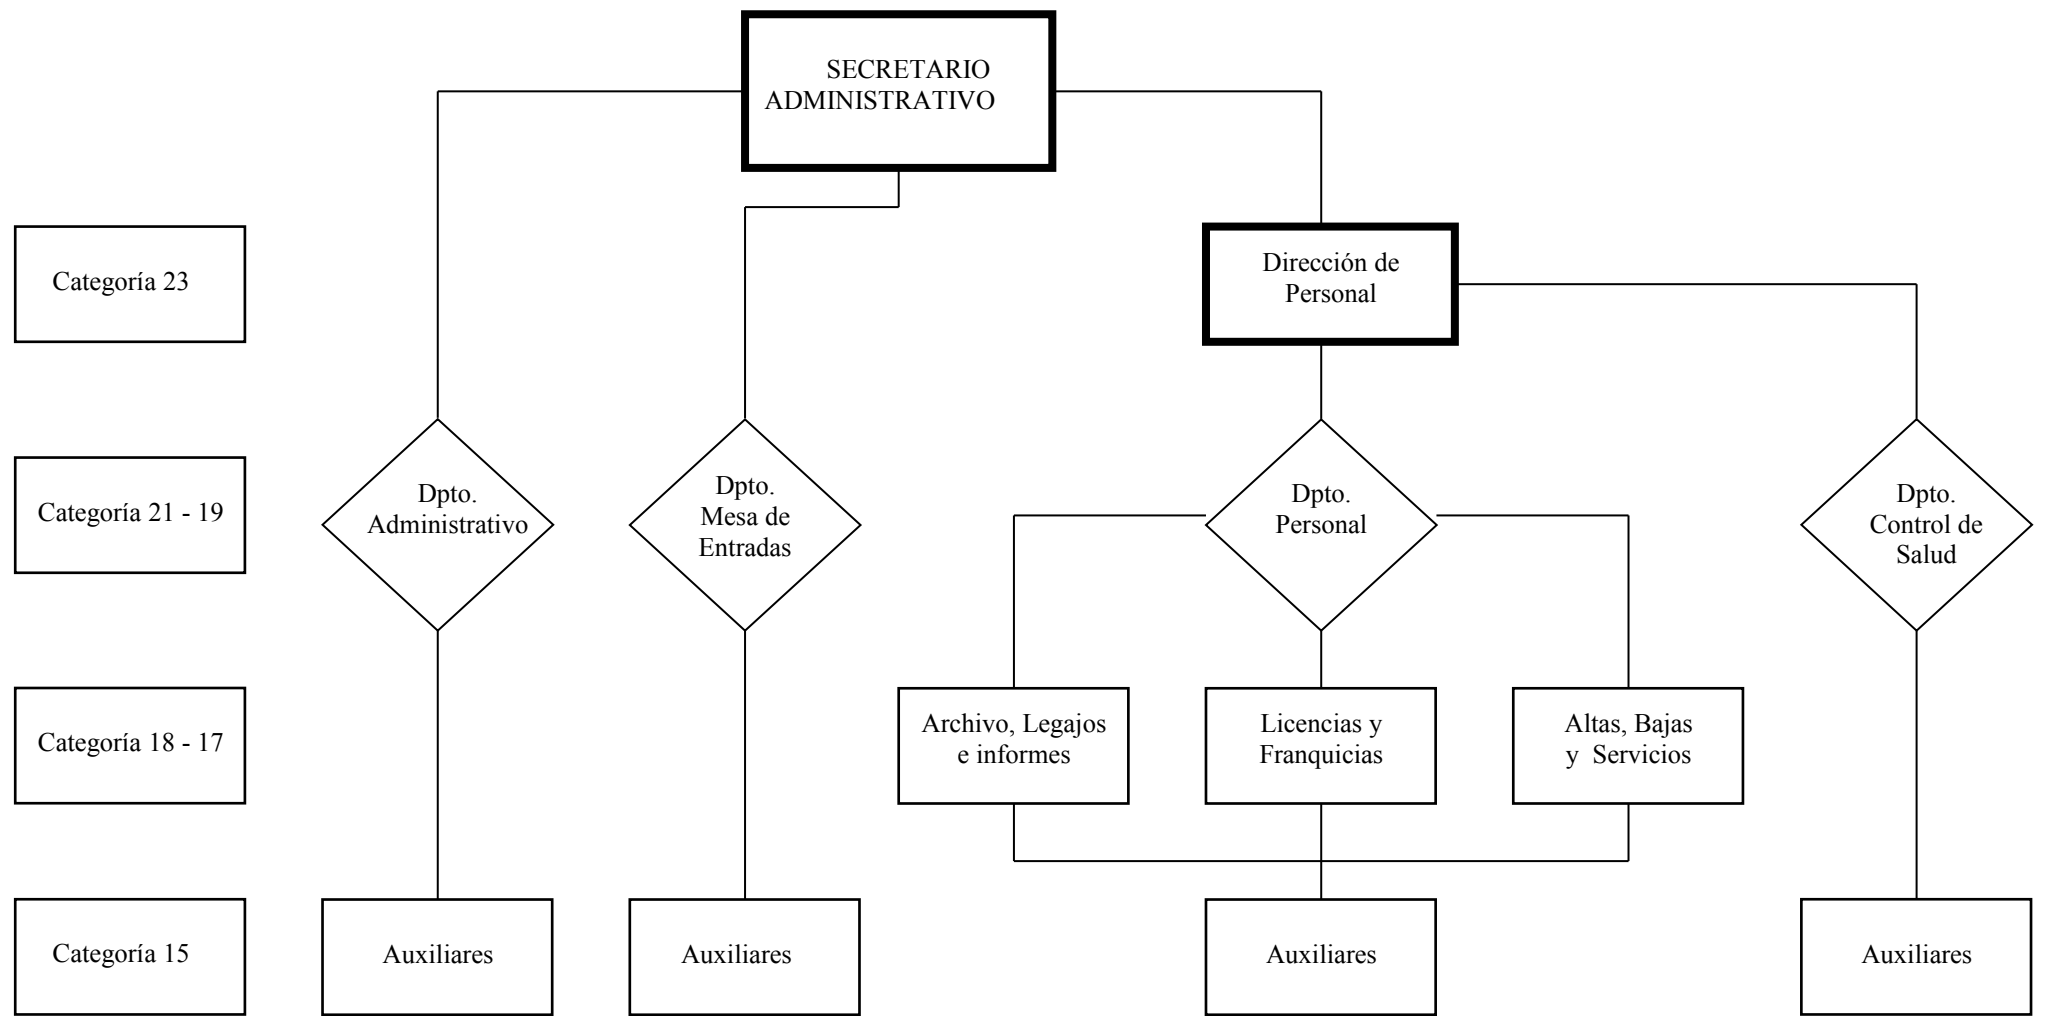 SECRETARIO
ADMINISTRATIVO
Categoría 23
Dirección de
Personal
Categoría 21 - 19
Dpto.
Administrativo
Dpto.
Mesa de
Entradas
Dpto.
Personal
Dpto.
Control de
Salud
Categoría 18 - 17
Archivo, Legajos
e informes
Licencias y
Franquicias
Altas, Bajas
y  Servicios
Categoría 15
Auxiliares
Auxiliares
Auxiliares
Auxiliares